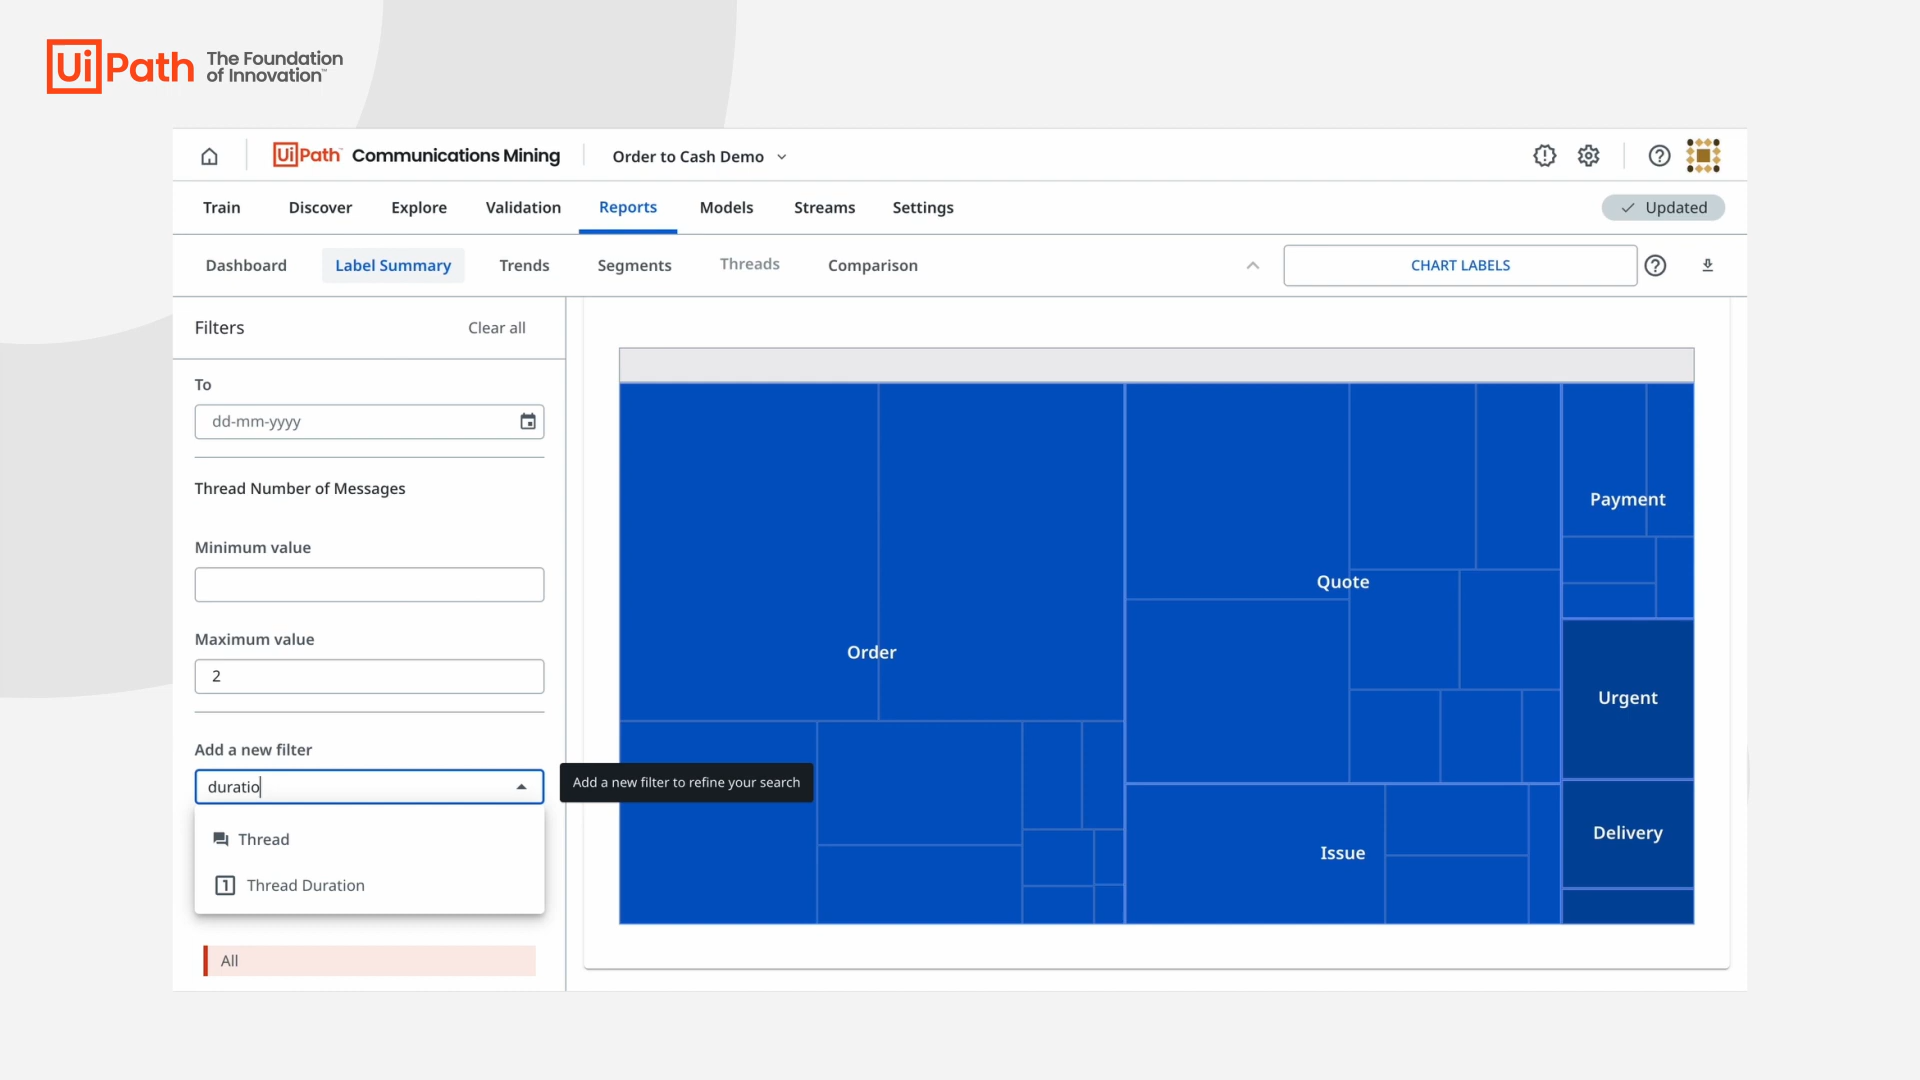 UiPath The Foundation of Innovation™
UiPath™ Communications Mining
Order to Cash Demo
Train Discover Explore Validation Reports Models Streams Settings
Updated
Dashboard Label Summary Trends Segments Threads Comparison
CHART LABELS
Filters Clear all
To
dd-mm-yyyy
Thread Number of Messages
Minimum value
Maximum value
2
Add a new filter
duratio
Add a new filter to refine your search
Thread
1 Thread Duration
All
Order
Quote
Issue
Payment
Urgent
Delivery